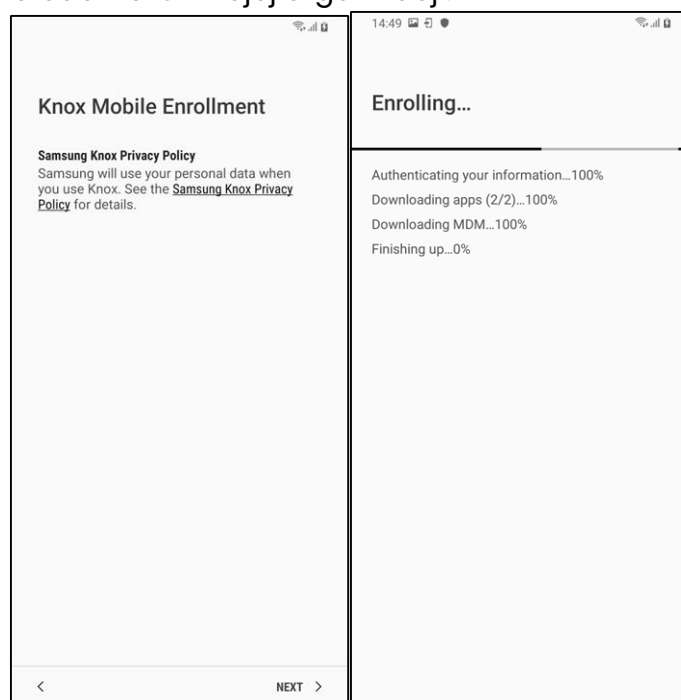 Knox Mobile Enrollment
Samsung Knox Privacy Policy
Samsung will use your personal data when
you use Knox. See the Samsung Knox Privacy
Policy for details.
NEXT
14:49
Enrolling...
Authenticating your information...100%
Downloading apps (2/2)...100%
Downloading MDM...100%
Finishing up...0%